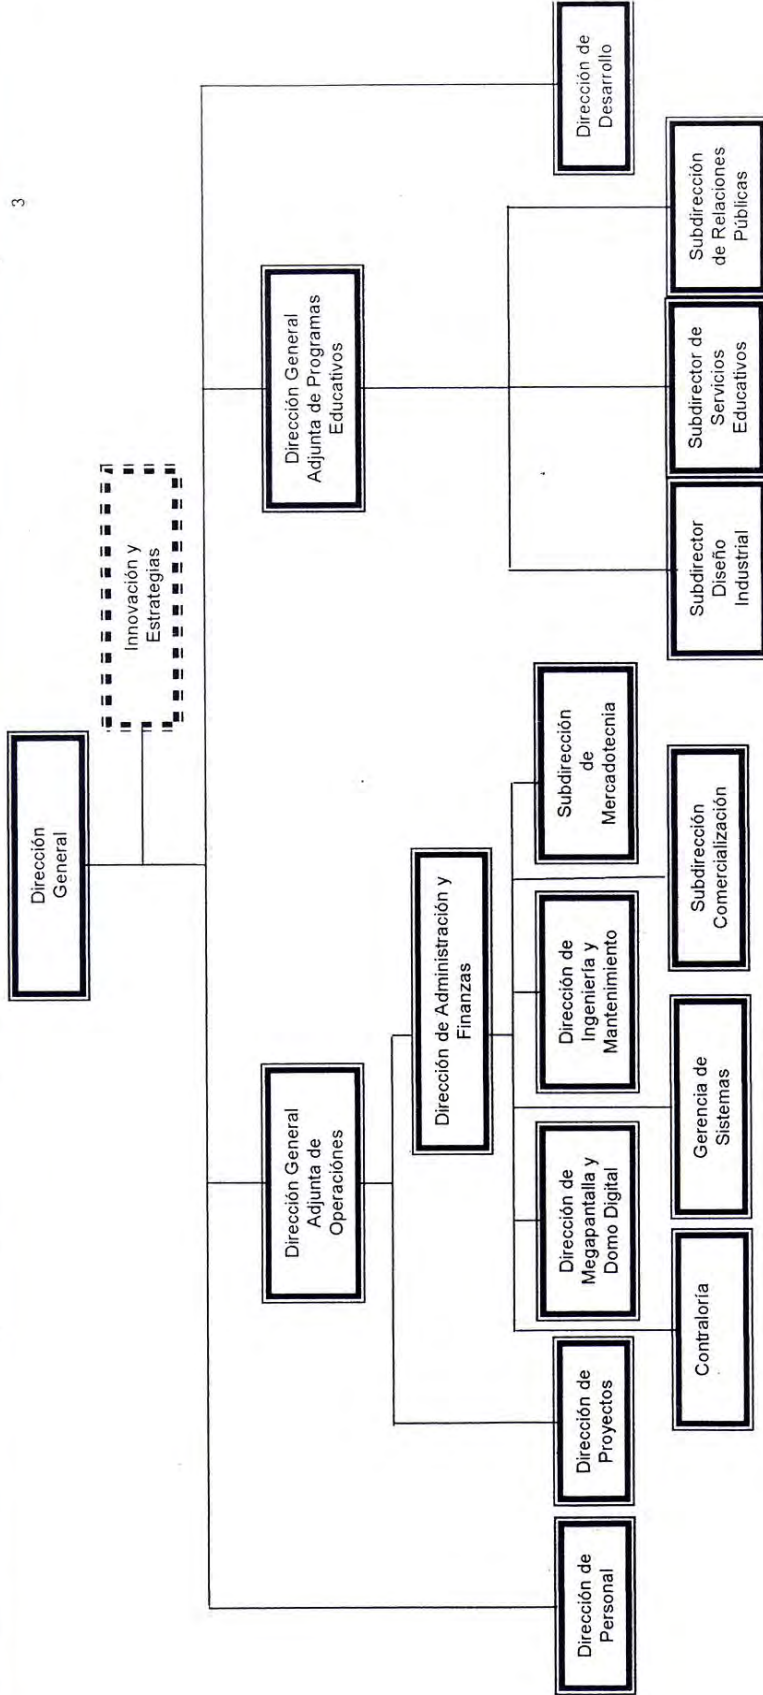 3
Dirección
General
Innovación y
Estrategias
Dirección General
Adjunta de
Operaciónes
Dirección General
Adjunta de Programas
Educativos
Dirección de Administración y
Finanzas
Dirección de
Personal
Dirección de
Proyectos
Dirección de
Megapantalla y
Domo Digital
Dirección de
Ingeniería y
Mantenimiento
Subdirección
de
Mercadotecnia
Dirección de
Desarrollo
Contraloría
Gerencia de
Sistemas
Subdirección
Comercialización
Subdirector
Diseño
Industrial
Subdirector de
Servicios
Educativos
Subdirección
de Relaciones
Públicas